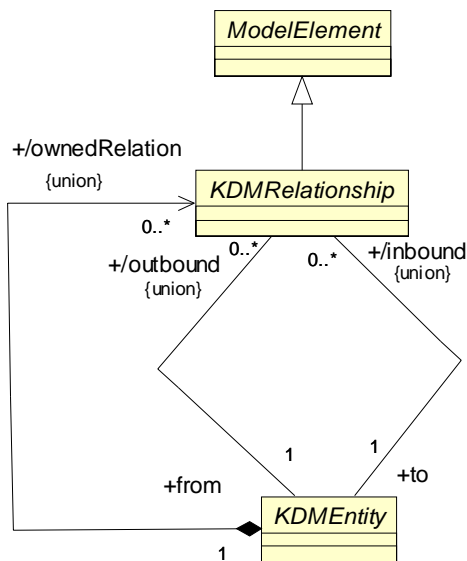 ModelElement
+/ownedRelation
{union}
KDMRelationship
0..*
0..*
0..*
+/outbound
{union}
+/inbound
{union}
1
1
+from
+to
KDMEntity
1